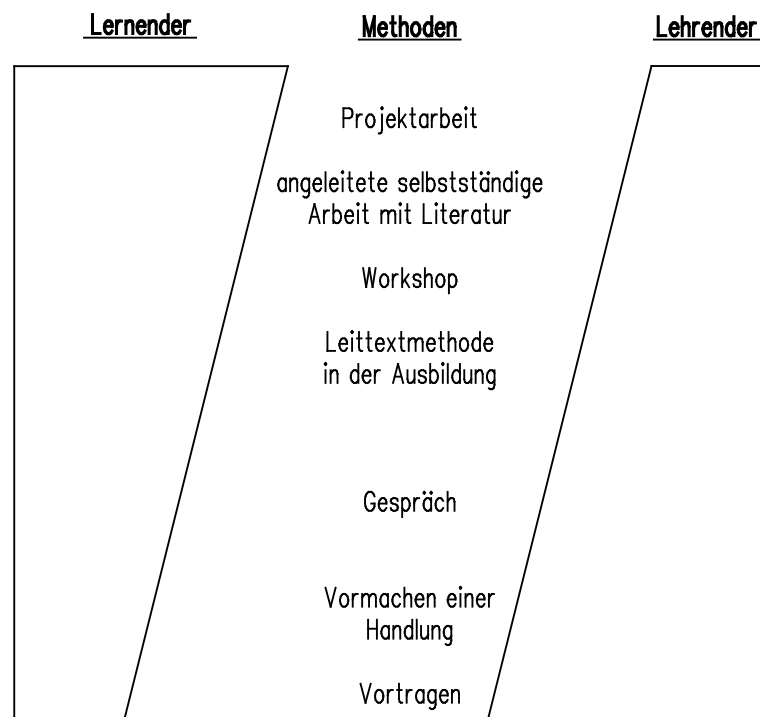 Lernender
Methoden
Lehrender
Projektarbeit
angeleitete selbstständige
Arbeit mit Literatur
Workshop
Leittextmethode
in der Ausbildung
Gespräch
Vormachen einer
Handlung
Vortragen